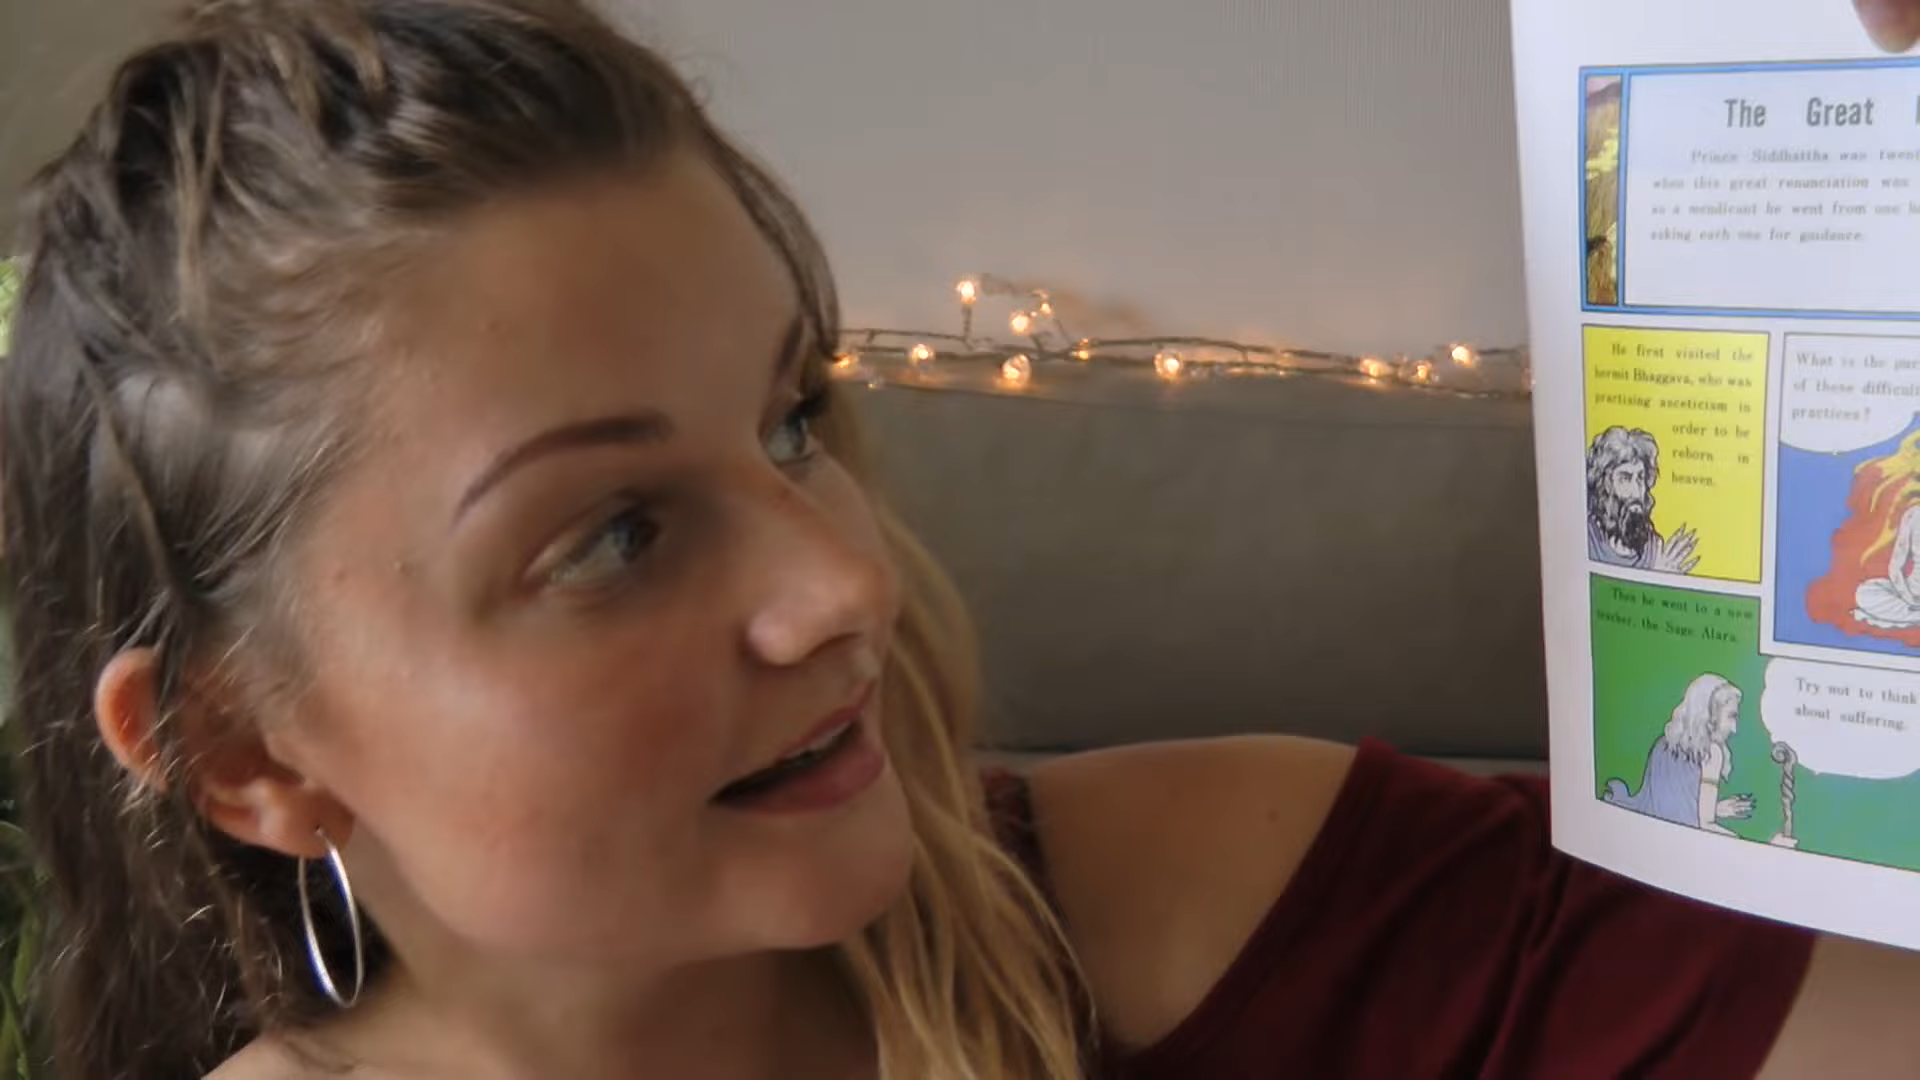 The Great
Prince Siddhattha was twent
when this great renunciation was
as a mendicant he went from one h
asking each one for guidance.
He first visited the
hermit Bhaggava, who was
practising asceticism in
order to be
reborn in
heaven.
What is the pur
of these difficult
practices?
Then he went to a new
teacher, the Sage Alara.
Try not to think
about suffering.